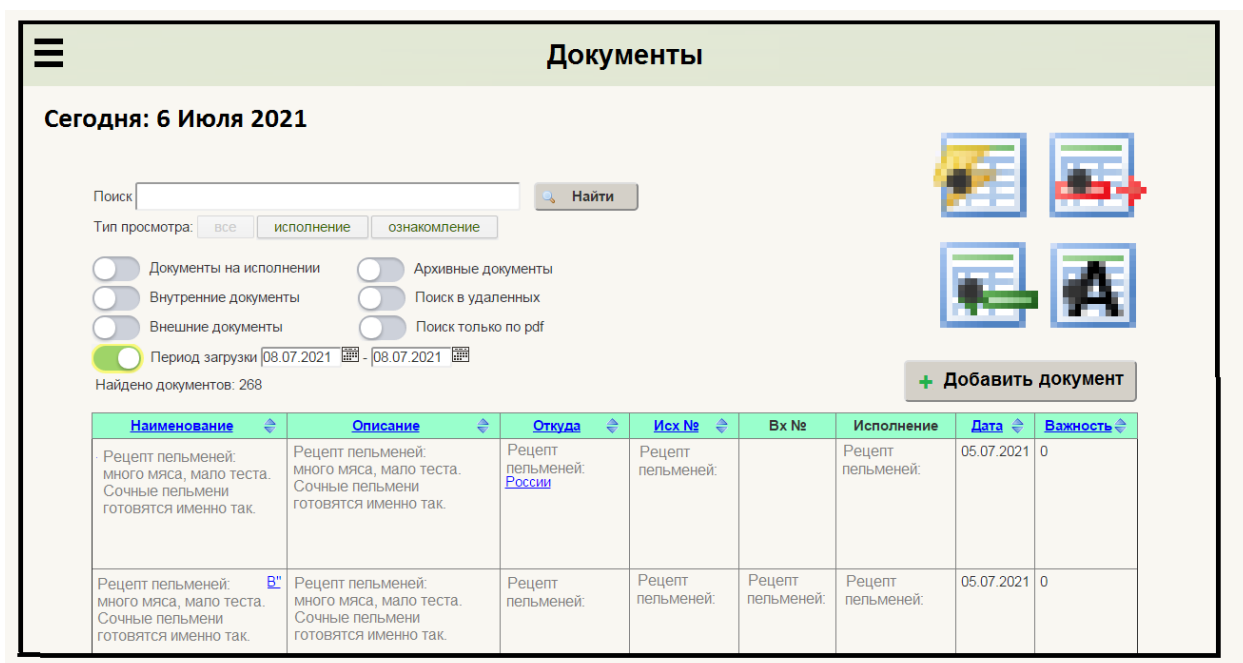 Документы
Сегодня: 6 Июля 2021
Поиск
Найти
Тип просмотра: все исполнение ознакомление
Документы на исполнении Архивные документы
Внутренние документы Поиск в удаленных
Внешние документы Поиск только по pdf
Период загрузки 08.07.2021 - 08.07.2021
Найдено документов: 268
+ Добавить документ
Наименование Описание Откуда Исх № Вх № Исполнение Дата Важность
Рецепт пельменей:
много мяса, мало теста.
Сочные пельмени
готовятся именно так.
Рецепт пельменей:
много мяса, мало теста.
Сочные пельмени
готовятся именно так.
Рецепт
пельменей:
России
Рецепт
пельменей:
Рецепт
пельменей:
05.07.2021
0
Рецепт пельменей: В"
много мяса, мало теста.
Сочные пельмени
готовятся именно так.
Рецепт пельменей:
много мяса, мало теста.
Сочные пельмени
готовятся именно так.
Рецепт
пельменей:
Рецепт
пельменей:
Рецепт
пельменей:
Рецепт
пельменей:
05.07.2021
0
A